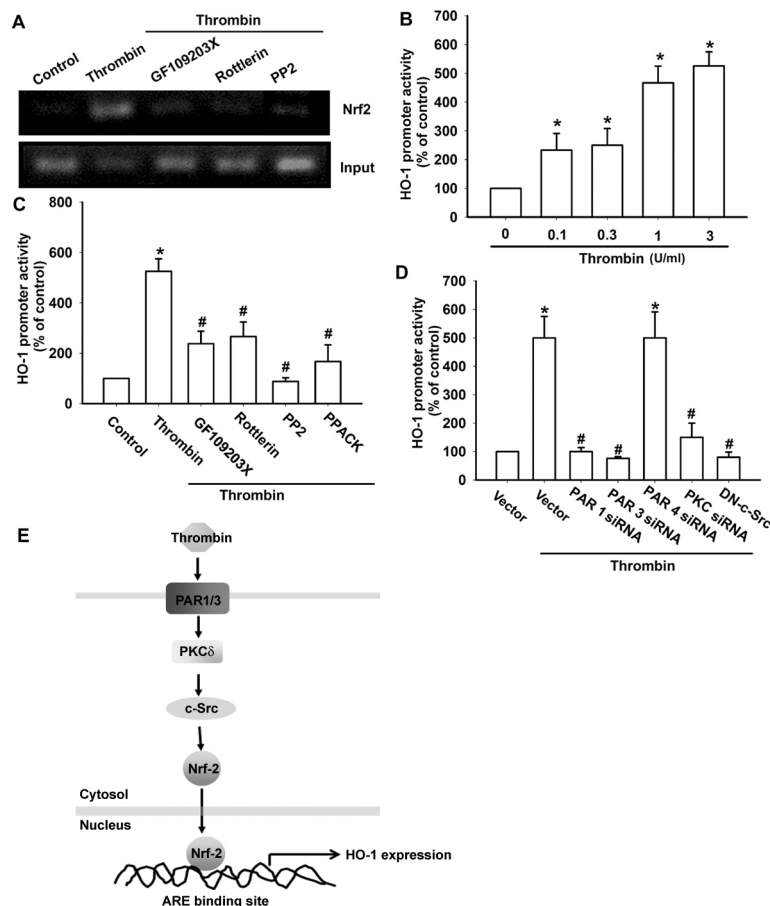 A
Thrombin
Control
Thrombin
GF109203X
Rottlerin
PP2
Nrf2
Input
B
HO-1 promoter activity
(% of control)
700
600
500
400
300
200
100
0
*
*
*
*
0
0.1
0.3
1
3
Thrombin (U/ml)
C
HO-1 promoter activity
(% of control)
800
600
400
200
0
*
#
#
#
#
Control
Thrombin
GF109203X
Rottlerin
PP2
PPACK
Thrombin
D
HO-1 promoter activity
(% of control)
700
600
500
400
300
200
100
0
*
#
#
*
#
#
Vector
Vector
PAR 1 siRNA
PAR 3 siRNA
PAR 4 siRNA
PKC siRNA
DN-c-Src
Thrombin
E
Thrombin
PAR1/3
PKCδ
c-Src
Nrf-2
Cytosol
Nucleus
Nrf-2
HO-1 expression
ARE binding site